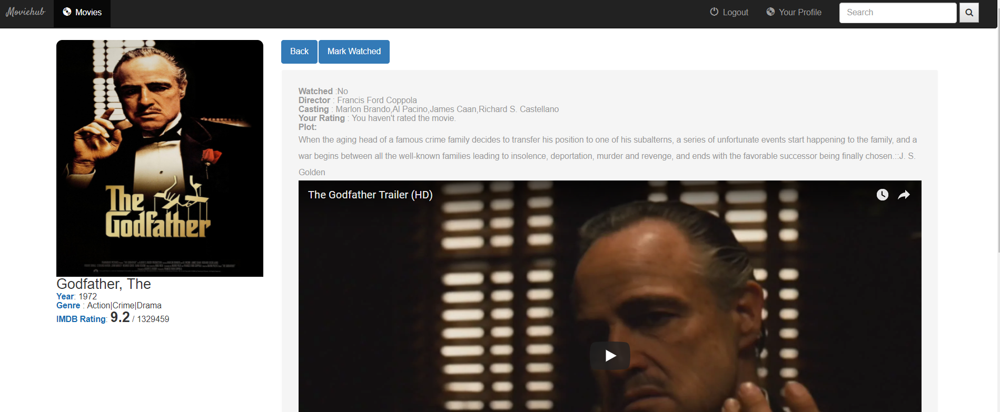 Moviehub Movies Logout Your Profile Search
Back Mark Watched
The
Godfather
Godfather, The
Year: 1972
Genre : Action|Crime|Drama
IMDB Rating: 9.2 / 1329459
Watched :No
Director : Francis Ford Coppola
Casting : Marlon Brando,Al Pacino,James Caan,Richard S. Castellano
Your Rating : You haven't rated the movie.
Plot:
When the aging head of a famous crime family decides to transfer his position to one of his subalterns, a series of unfortunate events start happening to the family, and a
war begins between all the well-known families leading to insolence, deportation, murder and revenge, and ends with the favorable successor being finally chosen.::J. S.
Golden
The Godfather Trailer (HD)